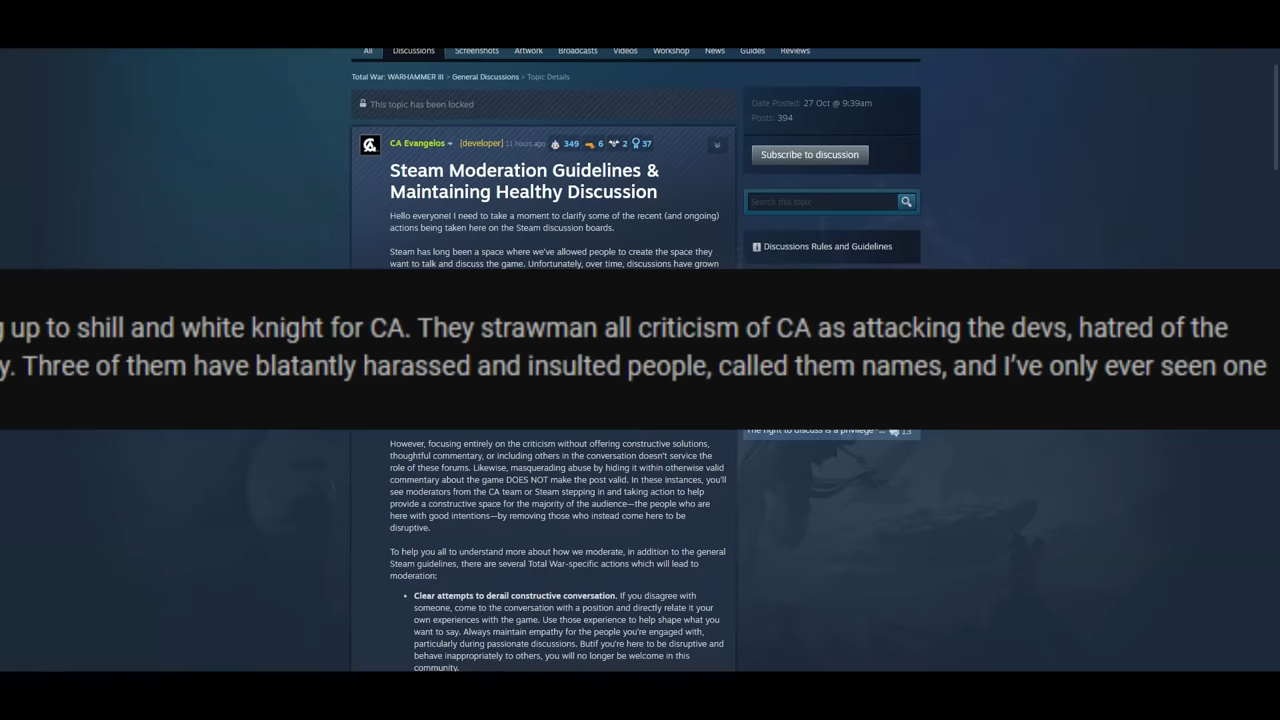 All Discussions Screenshots Artwork Broadcasts Videos Workshop News Guides Reviews
Total War: WARHAMMER III > General Discussions > Topic Details
This topic has been locked
CA Evangelos [developer] 11 hours ago 349 6 2 37
Steam Moderation Guidelines &
Maintaining Healthy Discussion
Hello everyone! I need to take a moment to clarify some of the recent (and ongoing)
actions being taken here on the Steam discussion boards.
Steam has long been a space where we've allowed people to create the space they
want to talk and discuss the game. Unfortunately, over time, discussions have grown
Date Posted: 27 Oct @ 9:39am
Posts: 394
Subscribe to discussion
Search this topic
Discussions Rules and Guidelines
g up to shill and white knight for CA. They strawman all criticism of CA as attacking the devs, hatred of the
y. Three of them have blatantly harassed and insulted people, called them names, and I've only ever seen one
The right to discuss is a privilege ... 13
However, focusing entirely on the criticism without offering constructive solutions,
thoughtful commentary, or including others in the conversation doesn't service the
role of these forums. Likewise, masquerading abuse by hiding it within otherwise valid
commentary about the game DOES NOT make the post valid. In these instances, you'll
see moderators from the CA team or Steam stepping in and taking action to help
provide a constructive space for the majority of the audience—the people who are
here with good intentions—by removing those who instead come here to be
disruptive.
To help you all to understand more about how we moderate, in addition to the general
Steam guidelines, there are several Total War-specific actions which will lead to
moderation:
• Clear attempts to derail constructive conversation. If you disagree with
someone, come to the conversation with a position and directly relate it your
own experiences with the game. Use those experience to help shape what you
want to say. Always maintain empathy for the people you're engaged with,
particularly during passionate discussions. Butif you're here to be disruptive and
behave inappropriately to others, you will no longer be welcome in this
community.